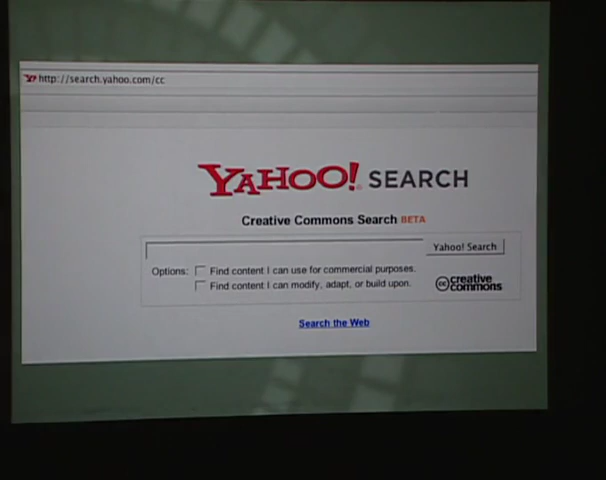 http://search.yahoo.com/cc
YAHOO! SEARCH
Creative Commons Search BETA
Yahoo! Search
Options: Find content I can use for commercial purposes.
Find content I can modify, adapt, or build upon.
cc creative commons
Search the Web